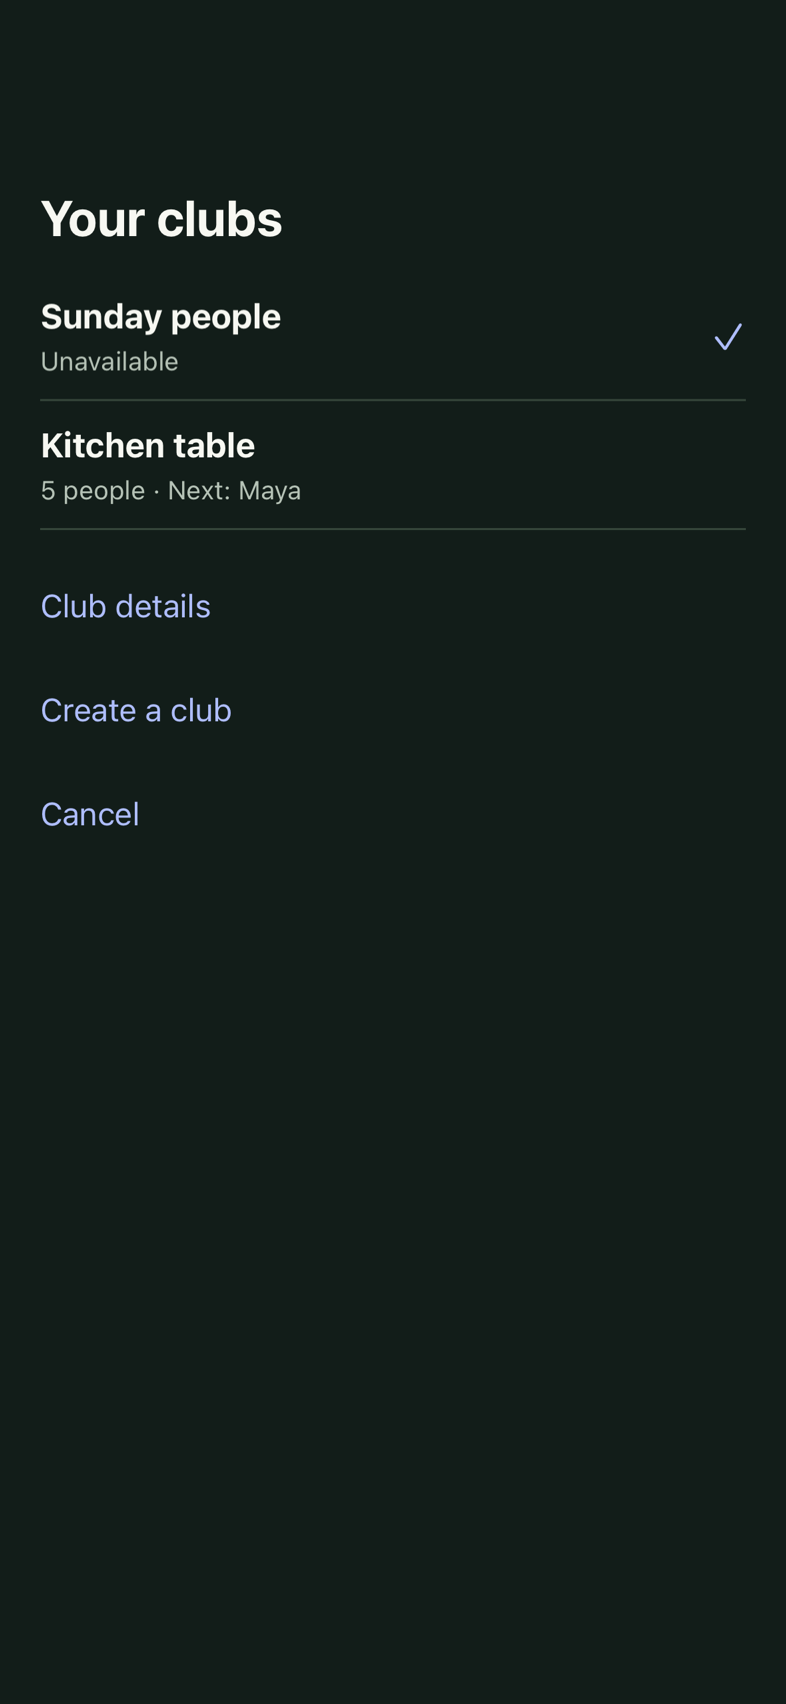 Your clubs
Sunday people
Unavailable
Kitchen table
5 people · Next: Maya
Club details
Create a club
Cancel